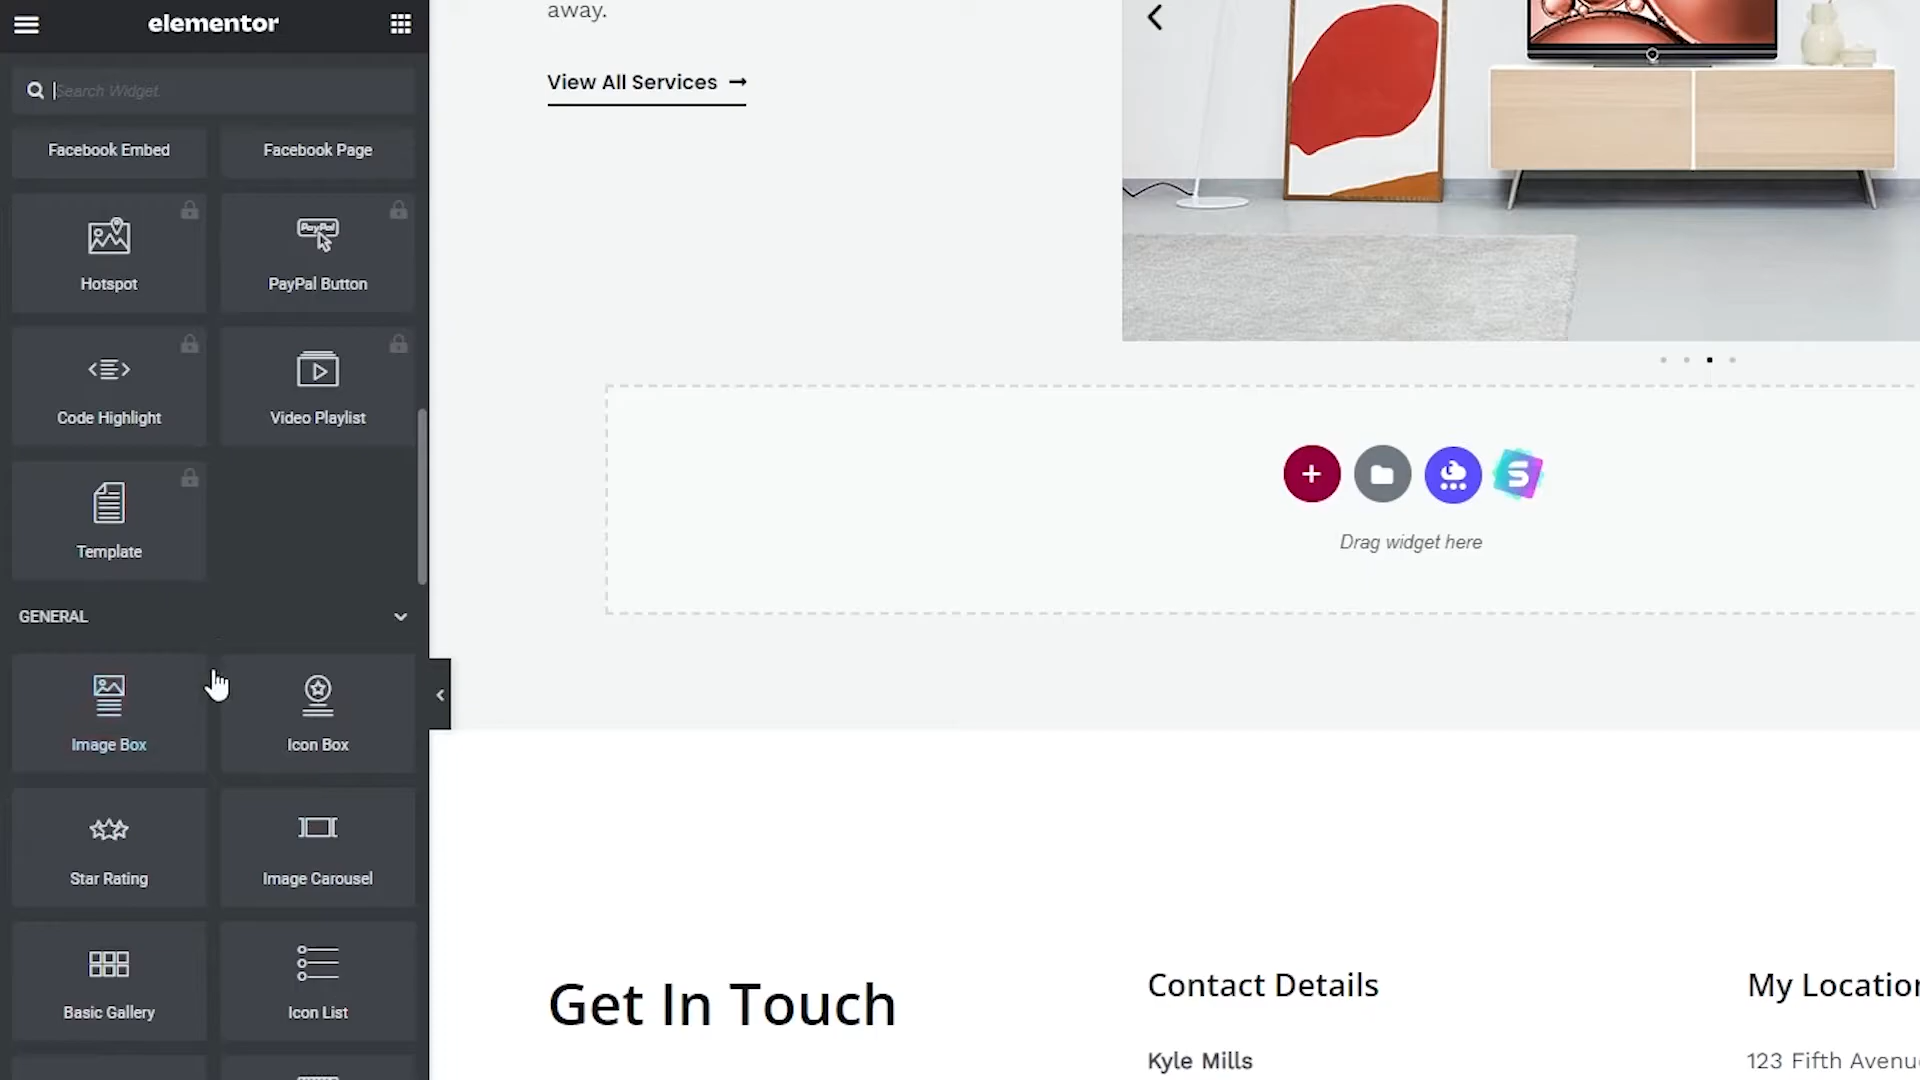 elementor
Search Widget.
Facebook Embed
Facebook Page
Hotspot
PayPal
PayPal Button
Code Highlight
Video Playlist
Template
GENERAL
Image Box
Icon Box
Star Rating
Image Carousel
Basic Gallery
Icon List
away.
View All Services
Drag widget here
Get In Touch
Contact Details
Kyle Mills
My Location
123 Fifth Avenu